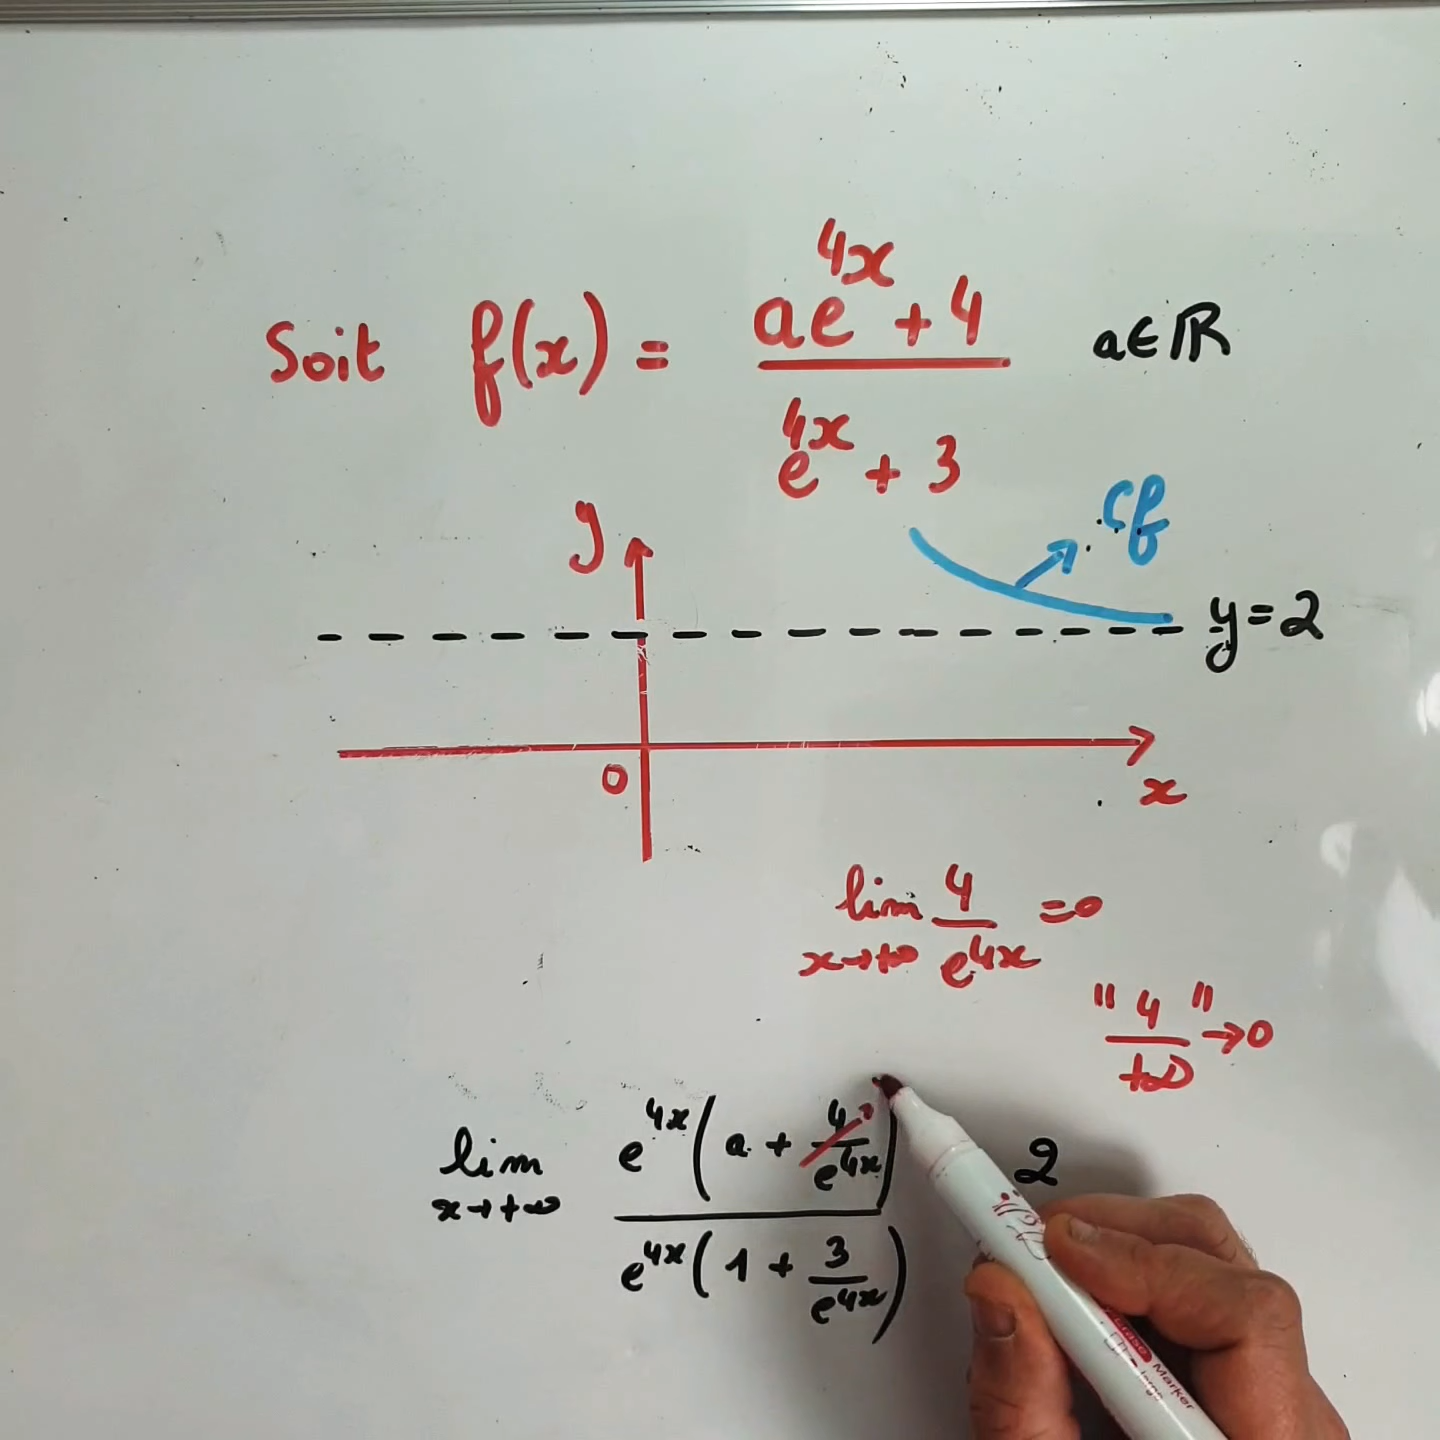 Soit f(x) = (ae^{4x} + 4) / (e^{4x} + 3) a ∈ ℝ
y
Cf
y = 2
0
x
lim_{x→+∞} 4/e^{4x} = 0
" 4/+∞ " → 0
lim_{x→+∞} e^{4x}(a + 4/e^{4x}) / e^{4x}(1 + 3/e^{4x}) 2
Marker